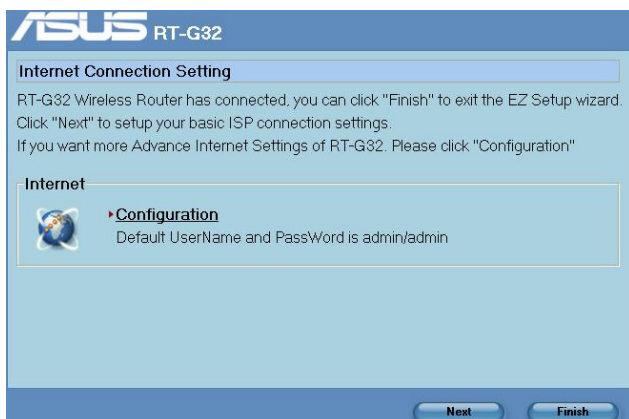 ASUS RT-G32
Internet Connection Setting
RT-G32 Wireless Router has connected, you can click "Finish" to exit the EZ Setup wizard.
Click "Next" to setup your basic ISP connection settings.
If you want more Advance Internet Settings of RT-G32. Please click "Configuration"
Internet
Configuration
Default UserName and PassWord is admin/admin
Next Finish